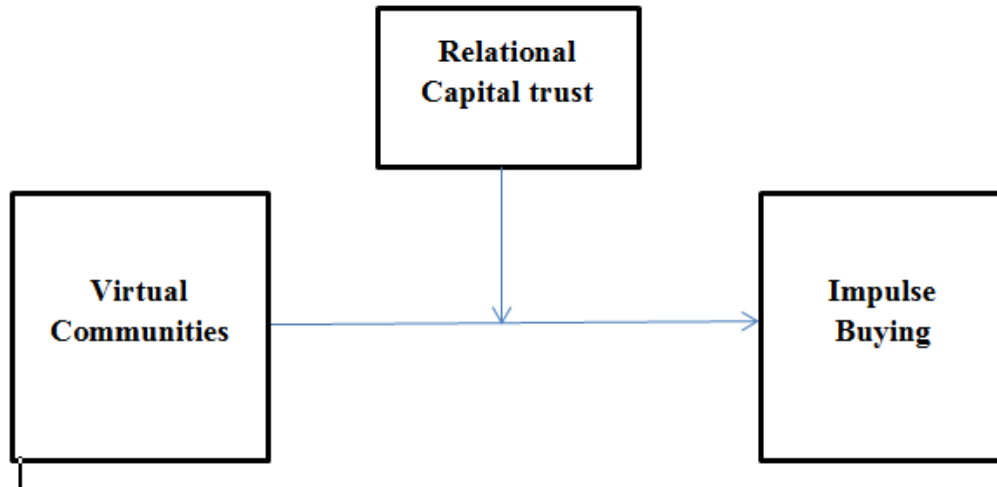 Relational
Capital trust
Virtual
Communities
Impulse
Buying